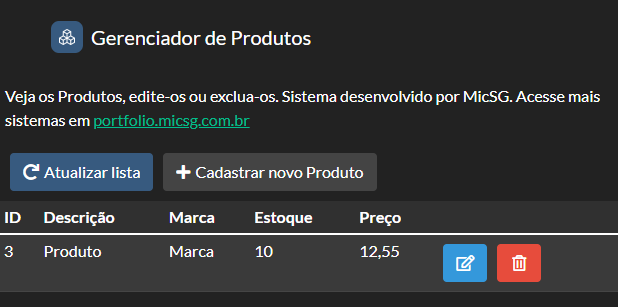 Gerenciador de Produtos
Veja os Produtos, edite-os ou exclua-os. Sistema desenvolvido por MicSG. Acesse mais
sistemas em portfolio.micsg.com.br
Atualizar lista Cadastrar novo Produto
ID Descrição Marca Estoque Preço
3 Produto Marca 10 12,55